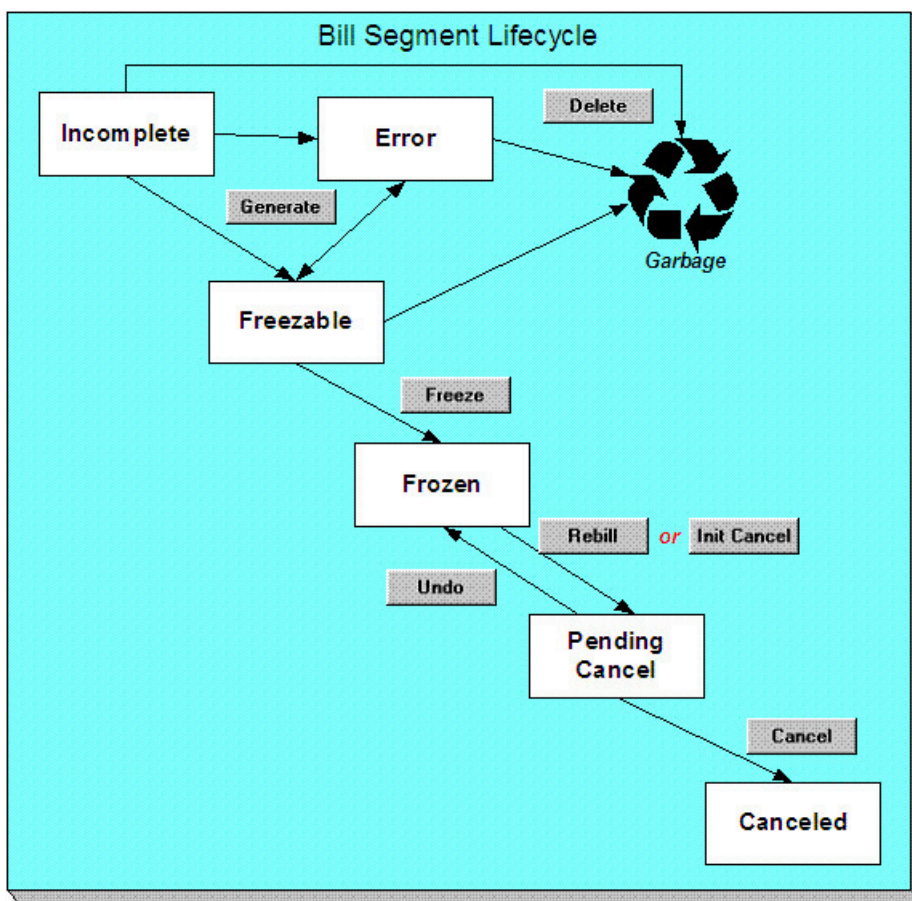 Bill Segment Lifecycle
Delete
Incomplete
Error
Generate
Garbage
Freezable
Freeze
Frozen
Rebill or Init Cancel
Undo
Pending
Cancel
Cancel
Canceled